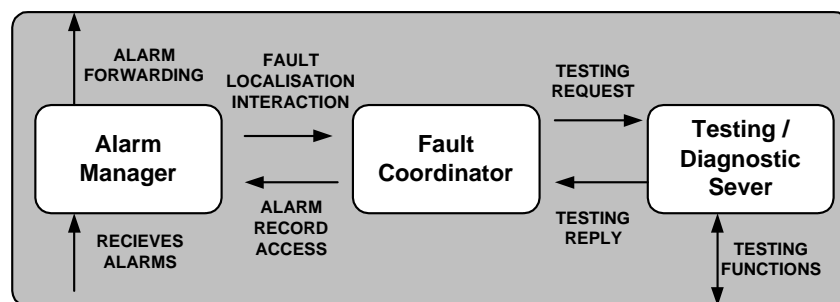 ALARM
FORWARDING
FAULT
LOCALISATION
INTERACTION
TESTING
REQUEST
Alarm
Manager
Fault
Coordinator
Testing /
Diagnostic
Sever
RECIEVES
ALARMS
ALARM
RECORD
ACCESS
TESTING
REPLY
TESTING
FUNCTIONS